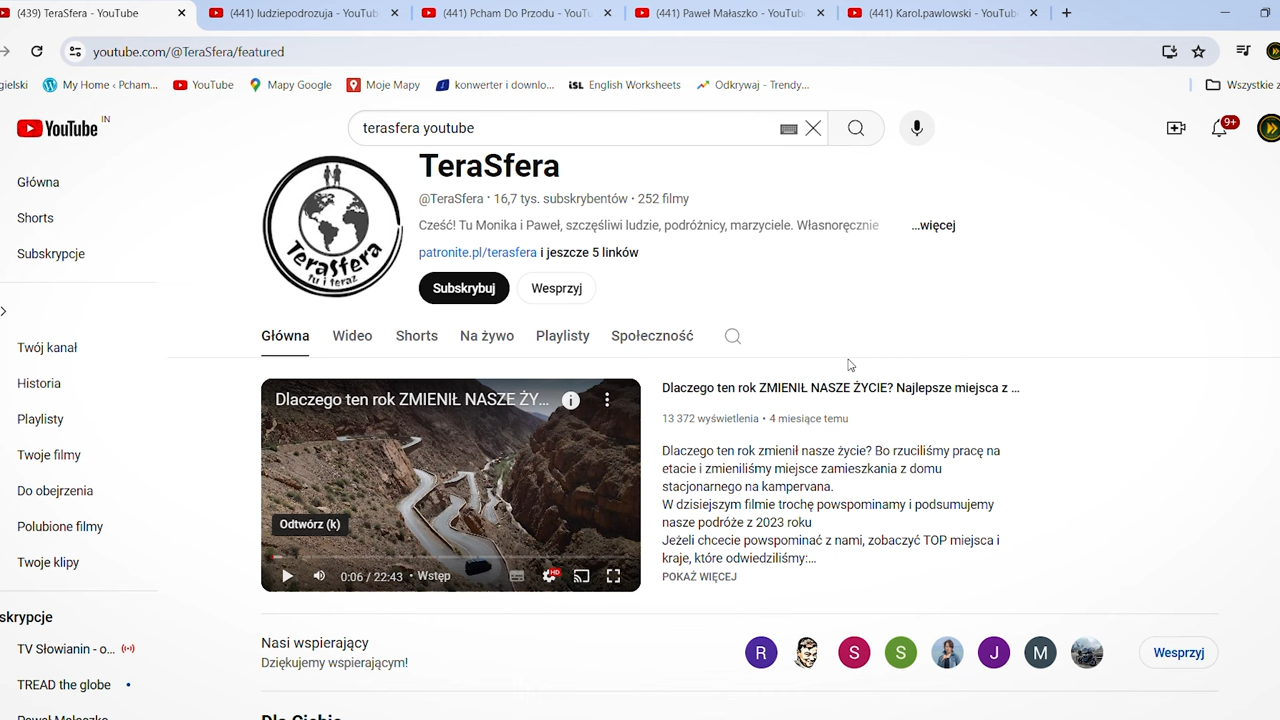 (439) TeraSfera - YouTube
(441) ludziepodrozuja - YouTub
(441) Pcham Do Przodu - YouTu
(441) Paweł Małaszko - YouTub
(441) Karol.pawlowski - YouTub
youtube.com/@TeraSfera/featured
gielski
My Home ‹ Pcham...
YouTube
Mapy Google
Moje Mapy
konwerter i downlo...
iSL English Worksheets
Odkrywaj - Trendy...
Wszystkie z
YouTube IN
terasfera youtube
9+
TeraSfera
@TeraSfera • 16,7 tys. subskrybentów • 252 filmy
Cześć! Tu Monika i Paweł, szczęśliwi ludzie, podróżnicy, marzyciele. Własnoręcznie ...więcej
patronite.pl/terasfera i jeszcze 5 linków
Subskrybuj
Wesprzyj
TeraSfera
tu i teraz
Główna
Shorts
Subskrypcje
Twój kanał
Historia
Playlisty
Twoje filmy
Do obejrzenia
Polubione filmy
Twoje klipy
skrypcje
TV Słowianin - o...
TREAD the globe
Paweł Małaszko
Główna
Wideo
Shorts
Na żywo
Playlisty
Społeczność
Dlaczego ten rok ZMIENIŁ NASZE ŻY...
Odtwórz (k)
0:06 / 22:43 • Wstęp
HD
Dlaczego ten rok ZMIENIŁ NASZE ŻYCIE? Najlepsze miejsca z ...
13 372 wyświetlenia • 4 miesiące temu
Dlaczego ten rok zmienił nasze życie? Bo rzuciliśmy pracę na
etacie i zmieniliśmy miejsce zamieszkania z domu
stacjonarnego na kampervana.
W dzisiejszym filmie trochę powspominamy i podsumujemy
nasze podróże z 2023 roku
Jeżeli chcecie powspominać z nami, zobaczyć TOP miejsca i
kraje, które odwiedziliśmy:...
POKAŻ WIĘCEJ
Nasi wspierający
Dziękujemy wspierającym!
R
S
S
J
M
Wesprzyj
Dla Ciebie